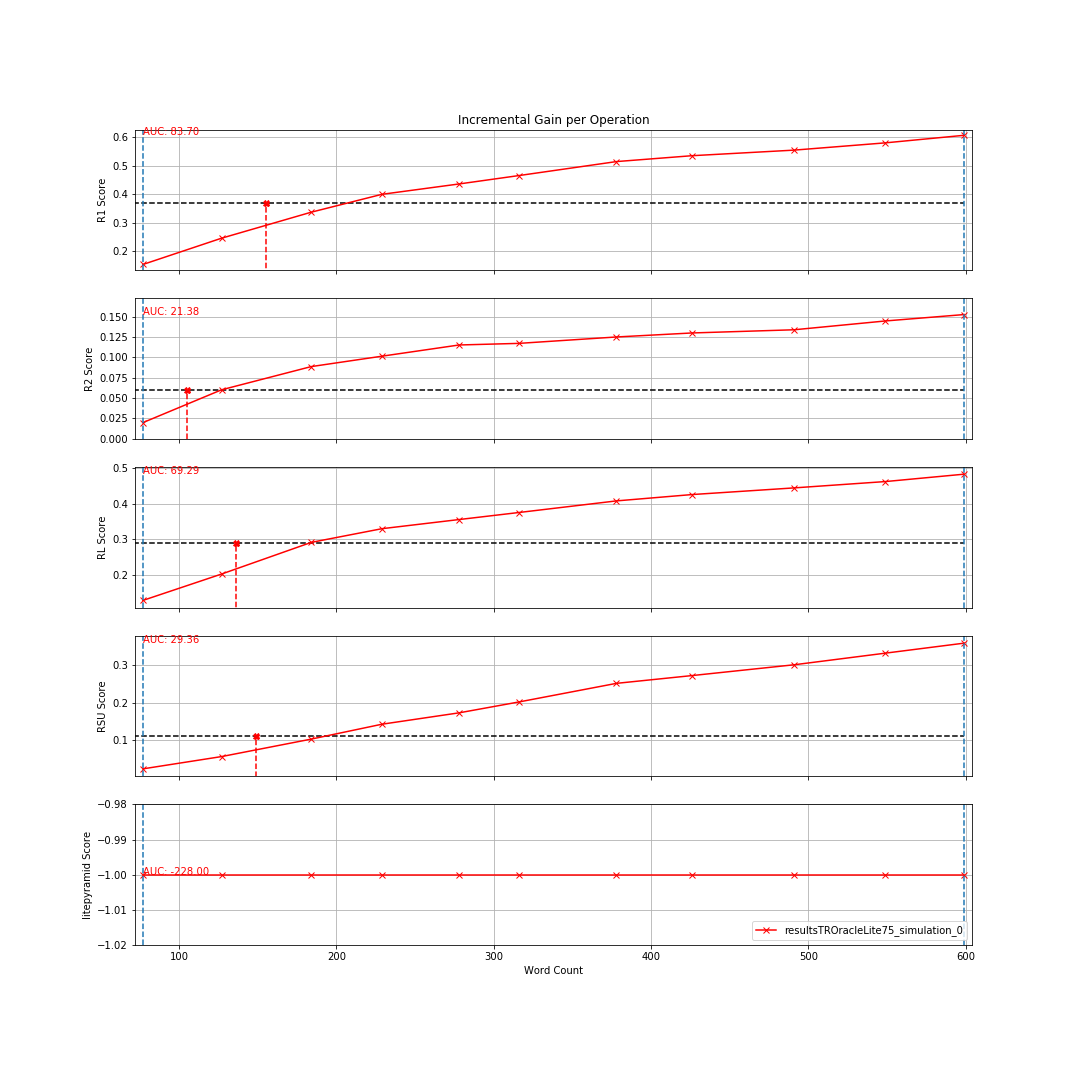 Incremental Gain per Operation
AUC: 83.70
0.6
0.5
0.4
0.3
0.2
R1 Score
AUC: 21.38
0.150
0.125
0.100
0.075
0.050
0.025
0.000
R2 Score
AUC: 69.29
0.5
0.4
0.3
0.2
RL Score
AUC: 29.36
0.3
0.2
0.1
RSU Score
−0.98
−0.99
−1.00
−1.01
−1.02
AUC: -228.00
litepyramid Score
resultsTROracleLite75_simulation_0
100 200 300 400 500 600
Word Count